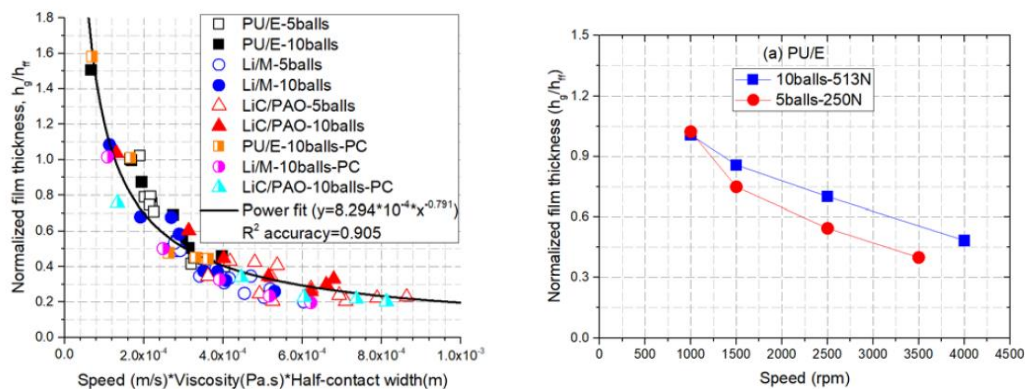 1.8
1.6
1.4
1.2
1.0
0.8
0.6
0.4
0.2
0.0
Normalized film thickness, hg/hff
PU/E-5balls
PU/E-10balls
Li/M-5balls
Li/M-10balls
LiC/PAO-5balls
LiC/PAO-10balls
PU/E-10balls-PC
Li/M-10balls-PC
LiC/PAO-10balls-PC
Power fit (y=8.294*10⁻⁴*x⁻⁰·⁷⁹¹)
R² accuracy=0.905
0.0 2.0x10⁻⁴ 4.0x10⁻⁴ 6.0x10⁻⁴ 8.0x10⁻⁴ 1.0x10⁻³
Speed (m/s)*Viscosity(Pa.s)*Half-contact width(m)
1.5
1.2
0.9
0.6
0.3
0.0
Normalized film thickness (hg/hff)
(a) PU/E
10balls-513N
5balls-250N
0 500 1000 1500 2000 2500 3000 3500 4000
Speed (rpm)